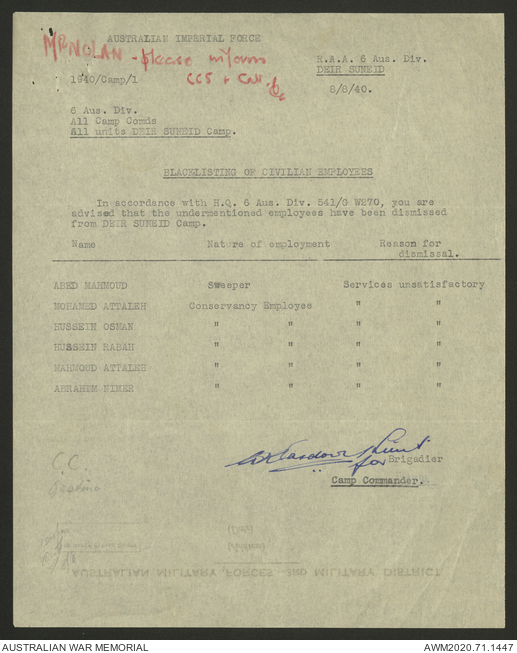 AUSTRALIAN IMPERIAL FORCE
MR NOLAN - please inform
CCS + Call.
R.A.A. 6 Aus. Div.
DEIR SUNEID
1940/Camp/1
8/8/40.
6 Aus. Div.
All Camp Comds
All units DEIR SUNEID Camp.
BLACKLISTING OF CIVILIAN EMPLOYEES
In accordance with H.Q. 6 Aus. Div. 541/G W270, you are
advised that the undermentioned employees have been dismissed
from DEIR SUNEID Camp.
Name Nature of employment Reason for
dismissal.
ABED MAHMOUD Sweeper Services unsatisfactory
MOHAMED ATTALEH Conservancy Employee " "
HUSSEIN OSMAN " " " "
HUSSEIN RABAH " " " "
MAHMOUD ATTALEH " " " "
ABRAHEM NIMER " " " "
for Brigadier
Camp Commander.
C.C.
AUSTRALIAN MILITARY FORCES - 3RD MILITARY DISTRICT
AUSTRALIAN WAR MEMORIAL
AWM2020.71.1447